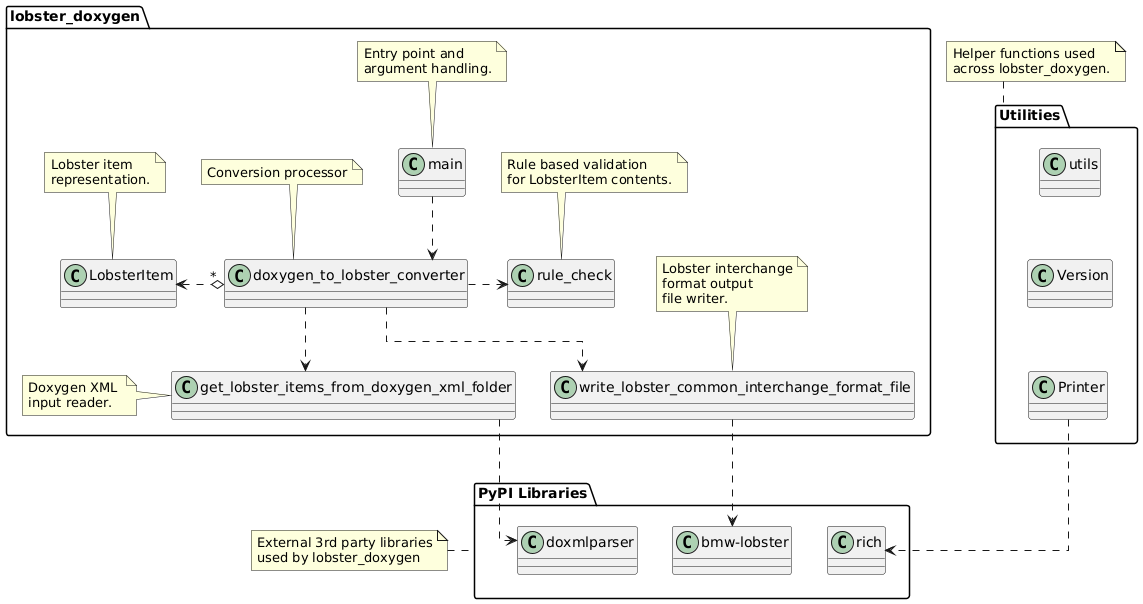 lobster_doxygen
Entry point and
argument handling.
Helper functions used
across lobster_doxygen.
Utilities
Lobster item
representation.
Conversion processor
C main
Rule based validation
for LobsterItem contents.
C utils
C LobsterItem
*
C doxygen_to_lobster_converter
C rule_check
Lobster interchange
format output
file writer.
C Version
Doxygen XML
input reader.
C get_lobster_items_from_doxygen_xml_folder
C write_lobster_common_interchange_format_file
C Printer
PyPI Libraries
External 3rd party libraries
used by lobster_doxygen
C doxmlparser
C bmw-lobster
C rich